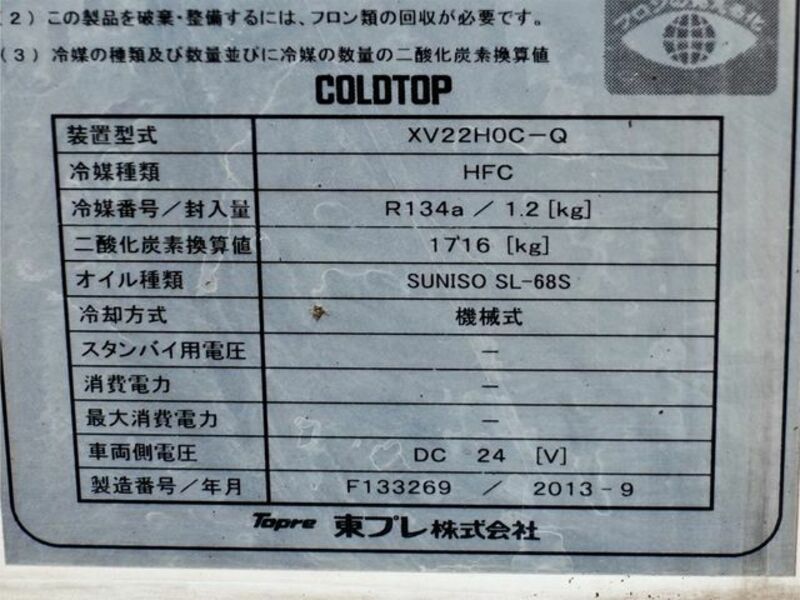 (2) この製品を破棄・整備するには、フロン類の回収が必要です。
(3) 冷媒の種類及び数量並びに冷媒の数量の二酸化炭素換算値
COLDTOP
装置型式 XV22H0C-Q
冷媒種類 HFC
冷媒番号／封入量 R134a ／ 1.2 [kg]
二酸化炭素換算値 1716 [kg]
オイル種類 SUNISO SL-68S
冷却方式 機械式
スタンバイ用電圧 －
消費電力 －
最大消費電力 －
車両側電圧 DC 24 [V]
製造番号／年月 F133269 ／ 2013-9
Topre 東プレ株式会社